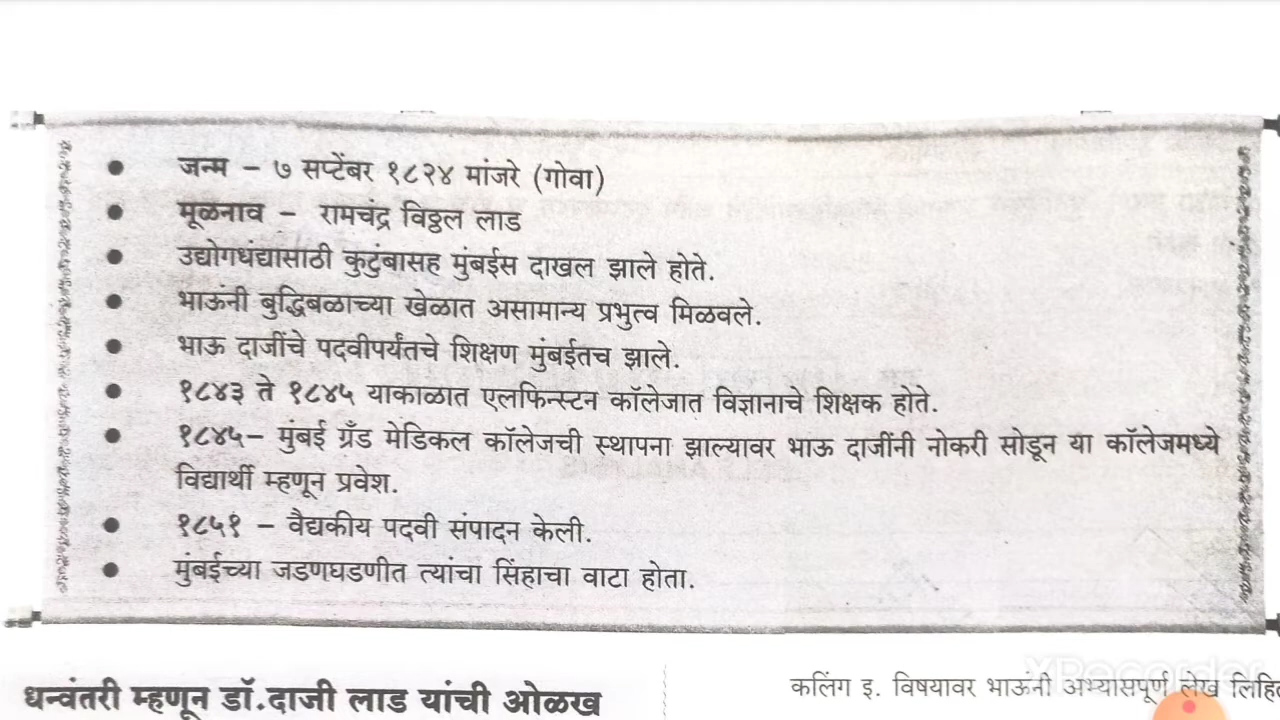 जन्म – ७ सप्टेंबर १८२४ मांजरे (गोवा)
मूळनाव – रामचंद्र विठ्ठल लाड
उद्योगधंद्यासाठी कुटुंबासह मुंबईस दाखल झाले होते.
भाऊंनी बुद्धिबळाच्या खेळात असामान्य प्रभुत्व मिळवले.
भाऊ दाजींचे पदवीपर्यंतचे शिक्षण मुंबईतच झाले.
१८४३ ते १८४५ याकाळात एलफिन्स्टन कॉलेजात विज्ञानाचे शिक्षक होते.
१८४५– मुंबई ग्रँड मेडिकल कॉलेजची स्थापना झाल्यावर भाऊ दाजींनी नोकरी सोडून या कॉलेजमध्ये
विद्यार्थी म्हणून प्रवेश.
१८५१ – वैद्यकीय पदवी संपादन केली.
मुंबईच्या जडणघडणीत त्यांचा सिंहाचा वाटा होता.
धन्वंतरी म्हणून डॉ.दाजी लाड यांची ओळख
कलिंग इ. विषयावर भाऊंनी अभ्यासपूर्ण लेख
XRecorder